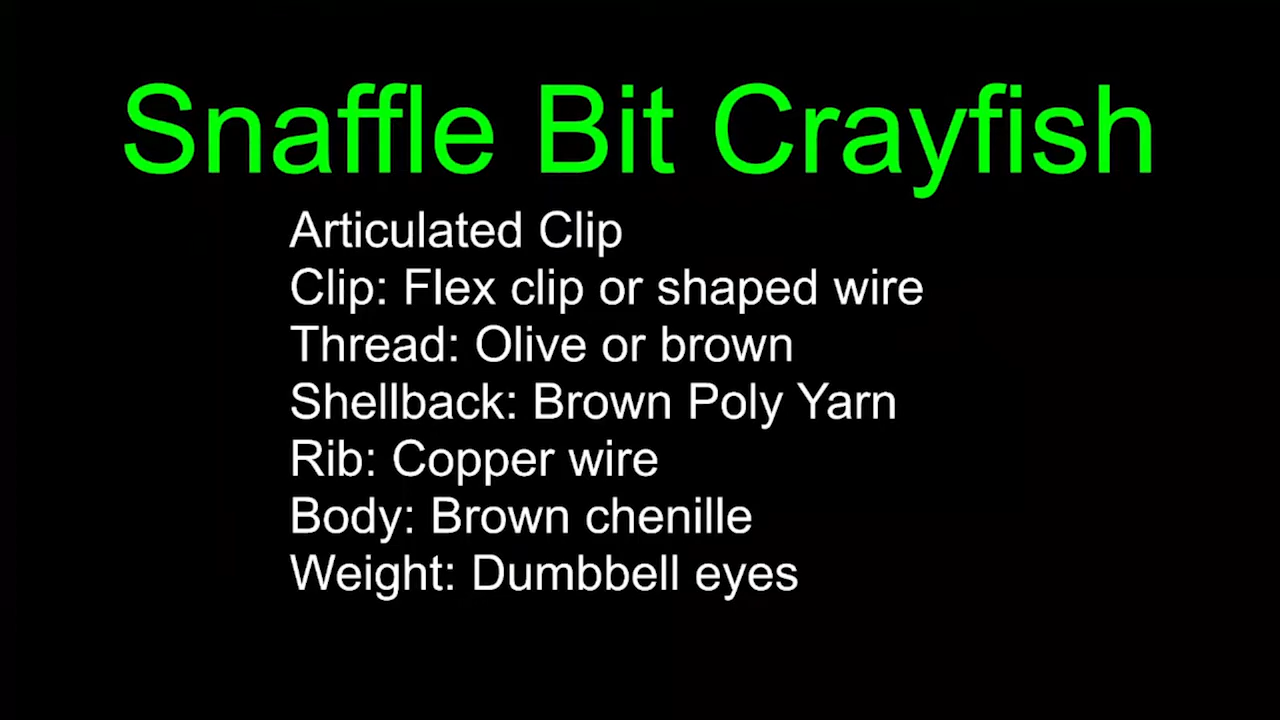 Snaffle Bit Crayfish
Articulated Clip
Clip: Flex clip or shaped wire
Thread: Olive or brown
Shellback: Brown Poly Yarn
Rib: Copper wire
Body: Brown chenille
Weight: Dumbbell eyes